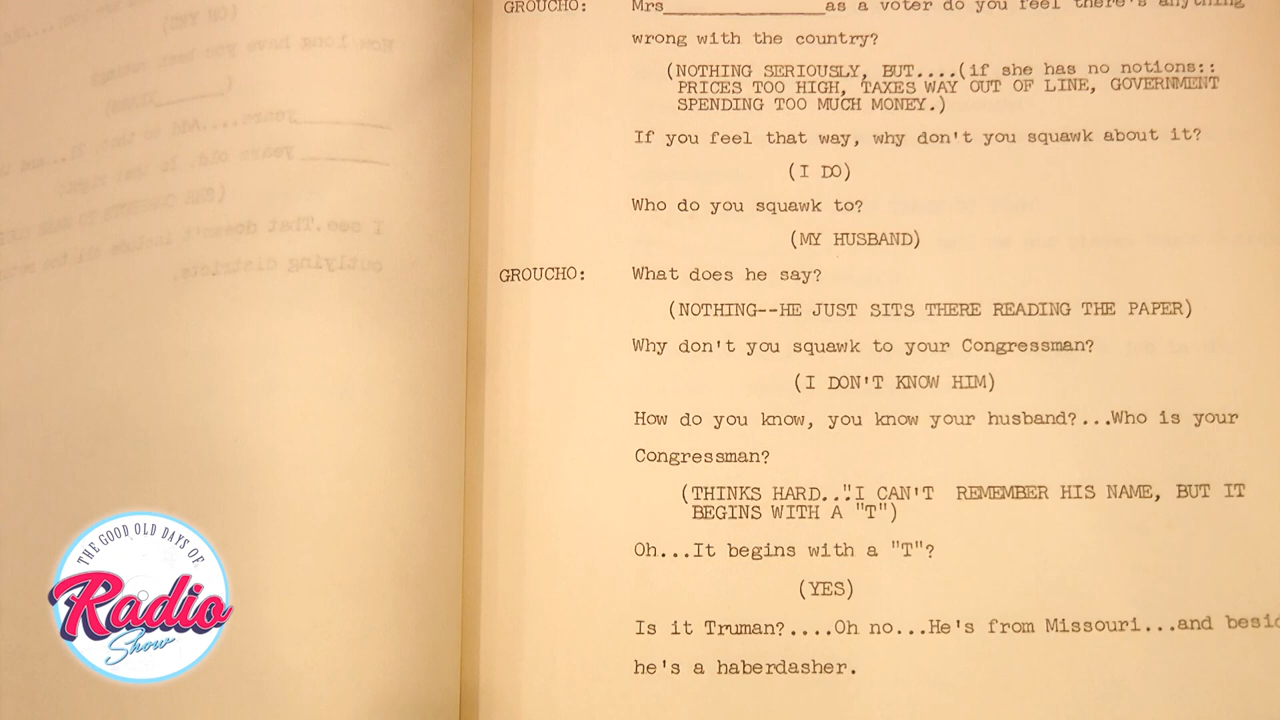 GROUCHO: Mrs______________as a voter do you feel there's anything
wrong with the country?
(NOTHING SERIOUSLY, BUT....(if she has no notions::
PRICES TOO HIGH, TAXES WAY OUT OF LINE, GOVERNMENT
SPENDING TOO MUCH MONEY.)
If you feel that way, why don't you squawk about it?
(I DO)
Who do you squawk to?
(MY HUSBAND)
GROUCHO: What does he say?
(NOTHING--HE JUST SITS THERE READING THE PAPER)
Why don't you squawk to your Congressman?
(I DON'T KNOW HIM)
How do you know, you know your husband?...Who is your
Congressman?
(THINKS HARD.."I CAN'T REMEMBER HIS NAME, BUT IT
BEGINS WITH A "T")
Oh...It begins with a "T"?
(YES)
Is it Truman?....Oh no...He's from Missouri...and
he's a haberdasher.
THE GOOD OLD DAYS OF
Radio
Show